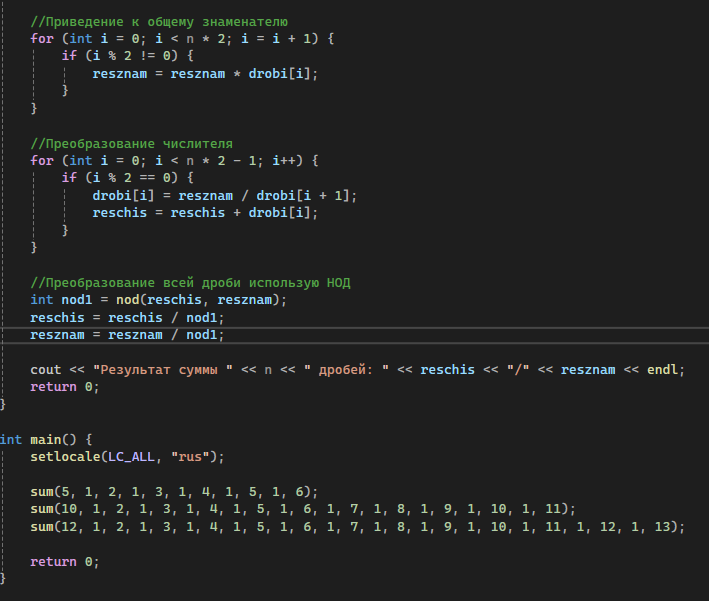 //Приведение к общему знаменателю
for (int i = 0; i < n * 2; i = i + 1) {
if (i % 2 != 0) {
resznam = resznam * drobi[i];
}
}
//Преобразование числителя
for (int i = 0; i < n * 2 - 1; i++) {
if (i % 2 == 0) {
drobi[i] = resznam / drobi[i + 1];
reschis = reschis + drobi[i];
}
}
//Преобразование всей дроби использую НОД
int nod1 = nod(reschis, resznam);
reschis = reschis / nod1;
resznam = resznam / nod1;
cout << "Результат суммы " << n << " дробей: " << reschis << "/" << resznam << endl;
return 0;
}
int main() {
setlocale(LC_ALL, "rus");
sum(5, 1, 2, 1, 3, 1, 4, 1, 5, 1, 6);
sum(10, 1, 2, 1, 3, 1, 4, 1, 5, 1, 6, 1, 7, 1, 8, 1, 9, 1, 10, 1, 11);
sum(12, 1, 2, 1, 3, 1, 4, 1, 5, 1, 6, 1, 7, 1, 8, 1, 9, 1, 10, 1, 11, 1, 12, 1, 13);
return 0;
}